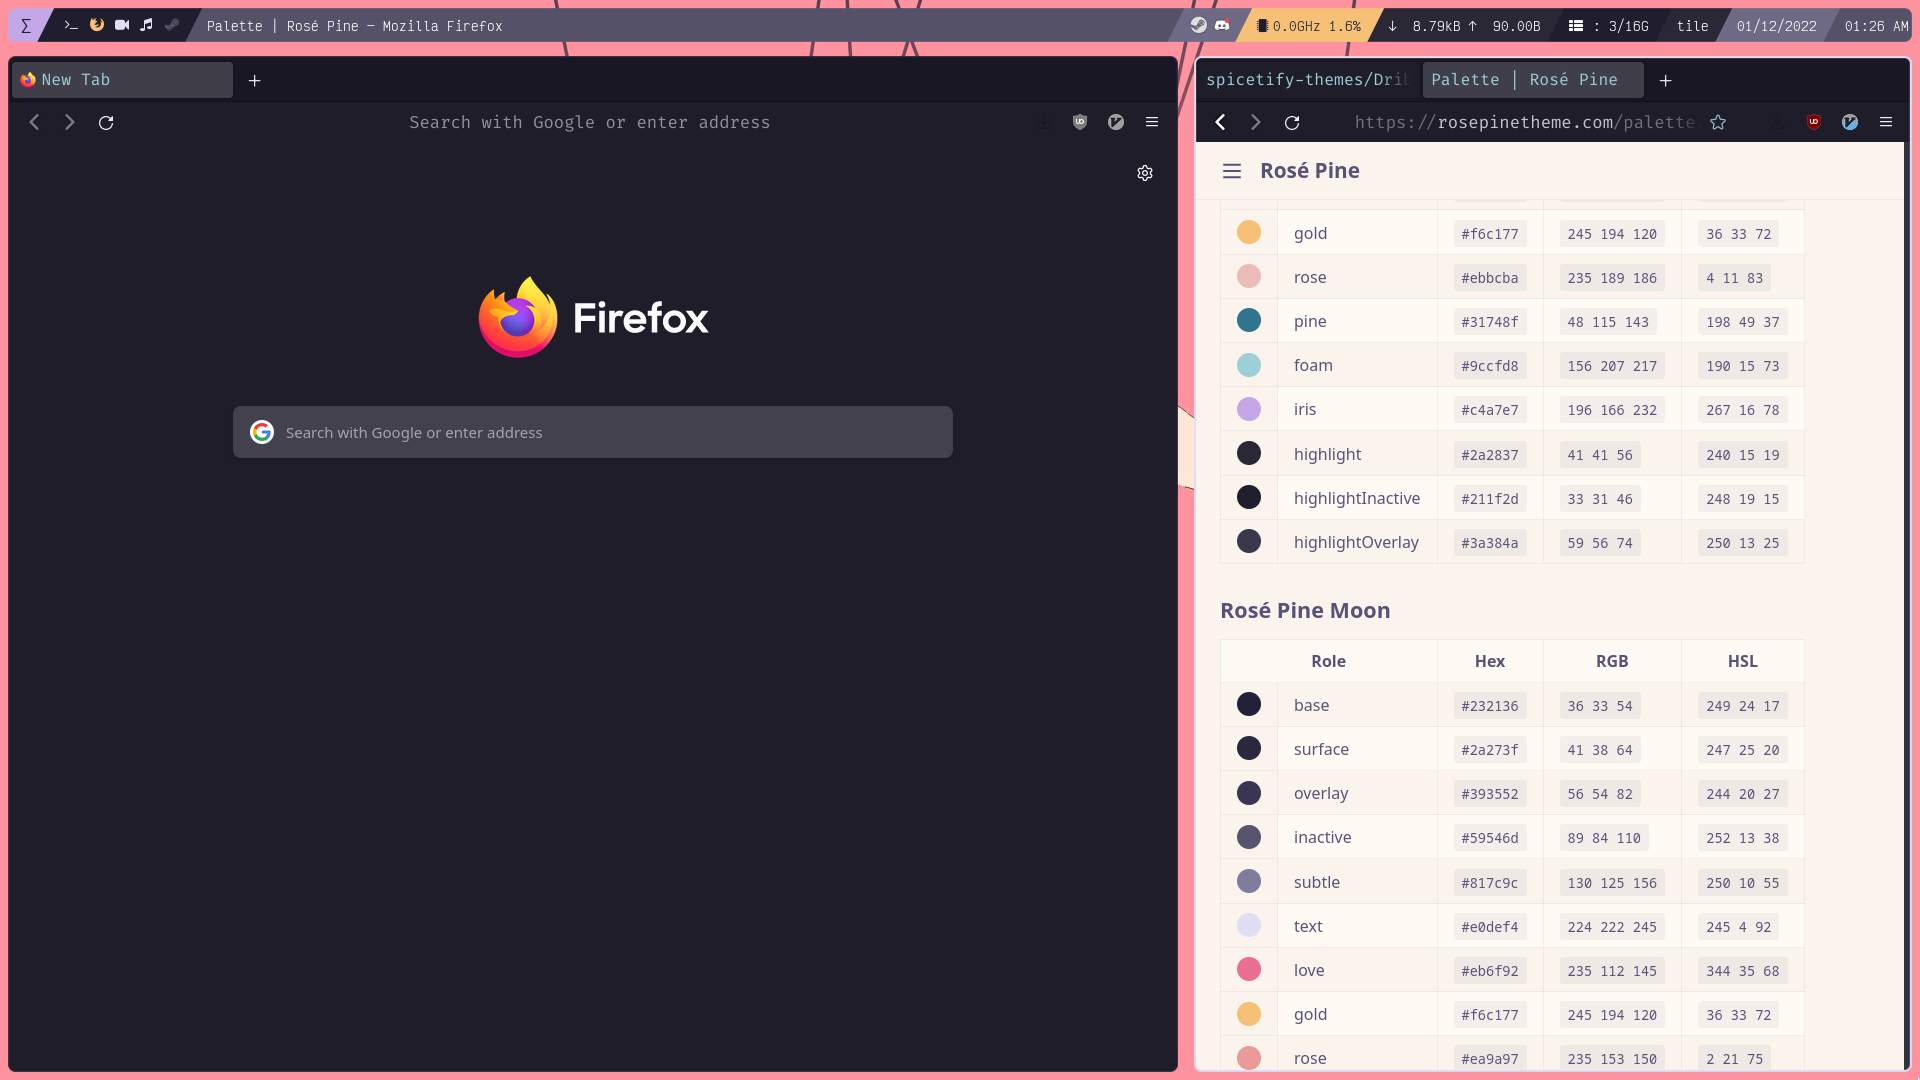 ∑ Palette | Rosé Pine — Mozilla Firefox 0.0GHz 1.6% ↓ 8.79kB ↑ 90.00B : 3/16G tile 01/12/2022 01:26 AM
New Tab
Search with Google or enter address
Firefox
Search with Google or enter address
spicetify-themes/Drib Palette | Rosé Pine
https://rosepinetheme.com/palette
Rosé Pine
gold #f6c177 245 194 120 36 33 72
rose #ebbcba 235 189 186 4 11 83
pine #31748f 48 115 143 198 49 37
foam #9ccfd8 156 207 217 190 15 73
iris #c4a7e7 196 166 232 267 16 78
highlight #2a2837 41 41 56 240 15 19
highlightInactive #211f2d 33 31 46 248 19 15
highlightOverlay #3a384a 59 56 74 250 13 25
Rosé Pine Moon
Role Hex RGB HSL
base #232136 36 33 54 249 24 17
surface #2a273f 41 38 64 247 25 20
overlay #393552 56 54 82 244 20 27
inactive #59546d 89 84 110 252 13 38
subtle #817c9c 130 125 156 250 10 55
text #e0def4 224 222 245 245 4 92
love #eb6f92 235 112 145 344 35 68
gold #f6c177 245 194 120 36 33 72
rose #ea9a97 235 153 150 2 21 75